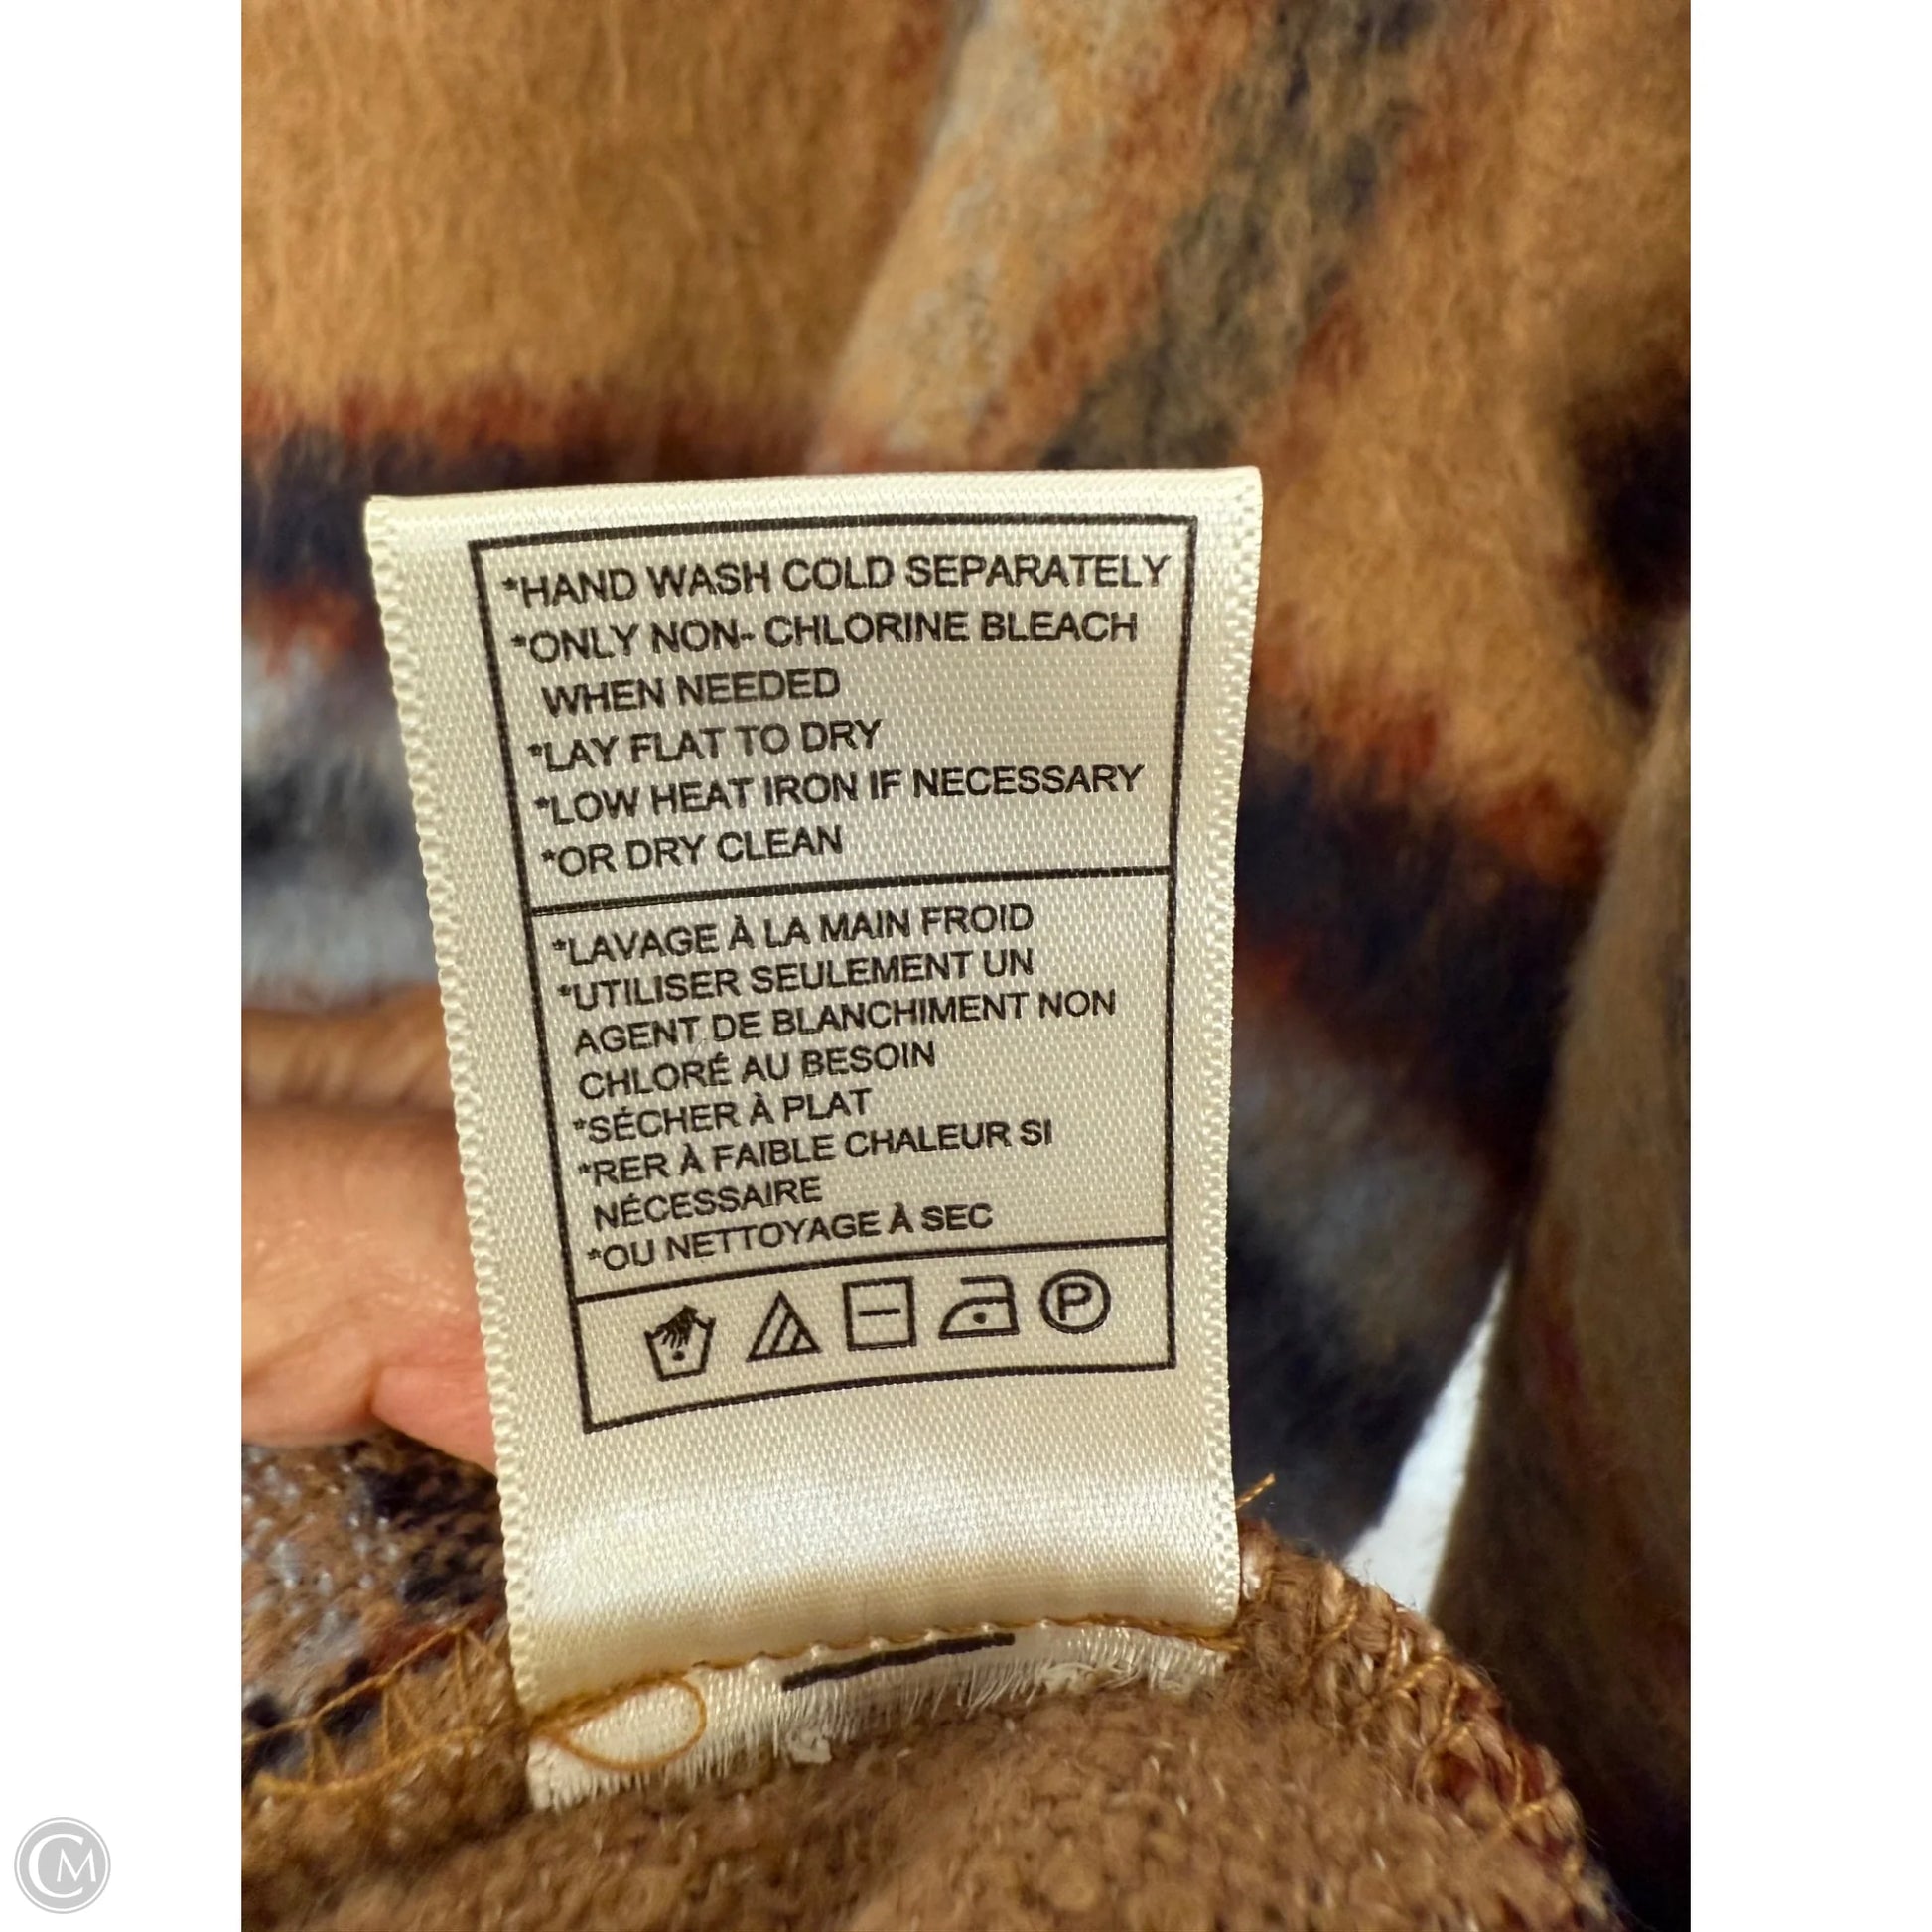 *HAND WASH COLD SEPARATELY
*ONLY NON- CHLORINE BLEACH
WHEN NEEDED
*LAY FLAT TO DRY
*LOW HEAT IRON IF NECESSARY
*OR DRY CLEAN
*LAVAGE À LA MAIN FROID
*UTILISER SEULEMENT UN
AGENT DE BLANCHIMENT NON
CHLORÉ AU BESOIN
*SÉCHER À PLAT
*RER À FAIBLE CHALEUR SI
NÉCESSAIRE
*OU NETTOYAGE À SEC
P
CM